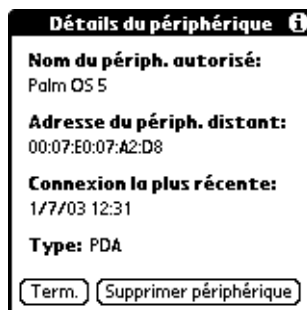 Détails du périphérique
Nom du périph. autorisé:
Palm OS 5
Adresse du périph. distant:
00:07:E0:07:A2:D8
Connexion la plus récente:
1/7/03 12:31
Type: PDA
Term. Supprimer périphérique